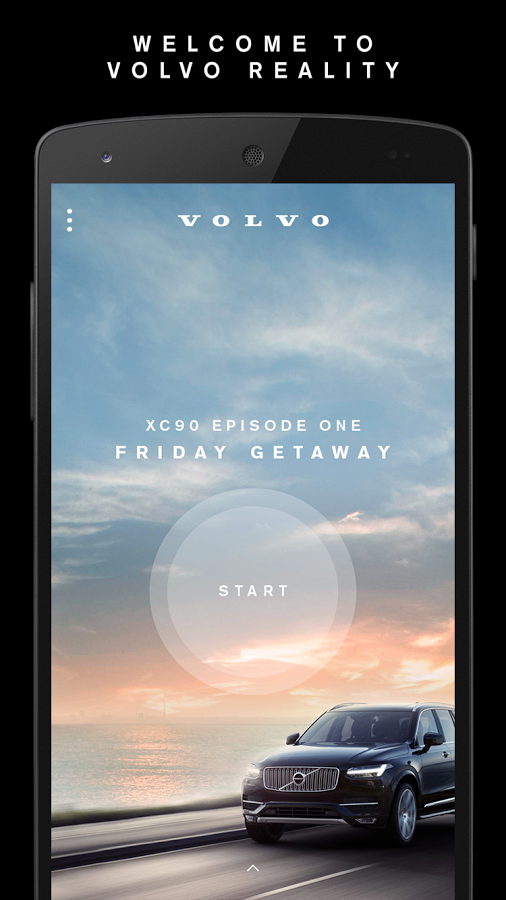 WELCOME TO
VOLVO REALITY
VOLVO
XC90 EPISODE ONE
FRIDAY GETAWAY
START